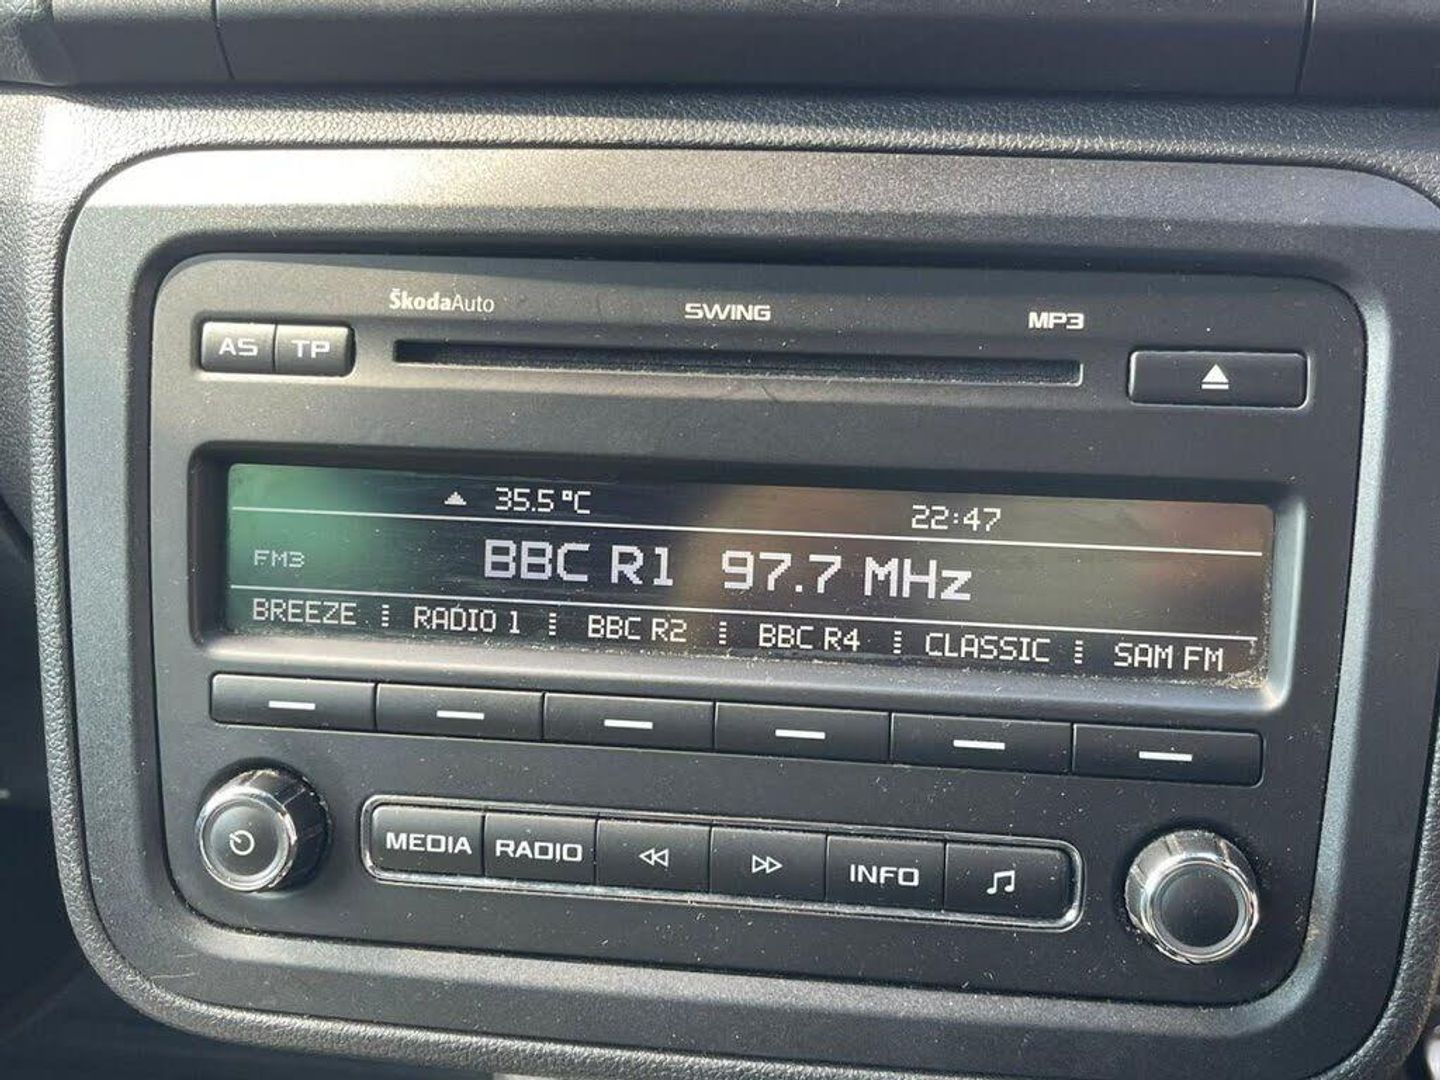 ŠkodaAuto SWING MP3
AS TP
35.5°C 22:47
FM3 BBC R1 97.7 MHz
BREEZE RADIO 1 BBC R2 BBC R4 CLASSIC SAM FM
MEDIA RADIO INFO